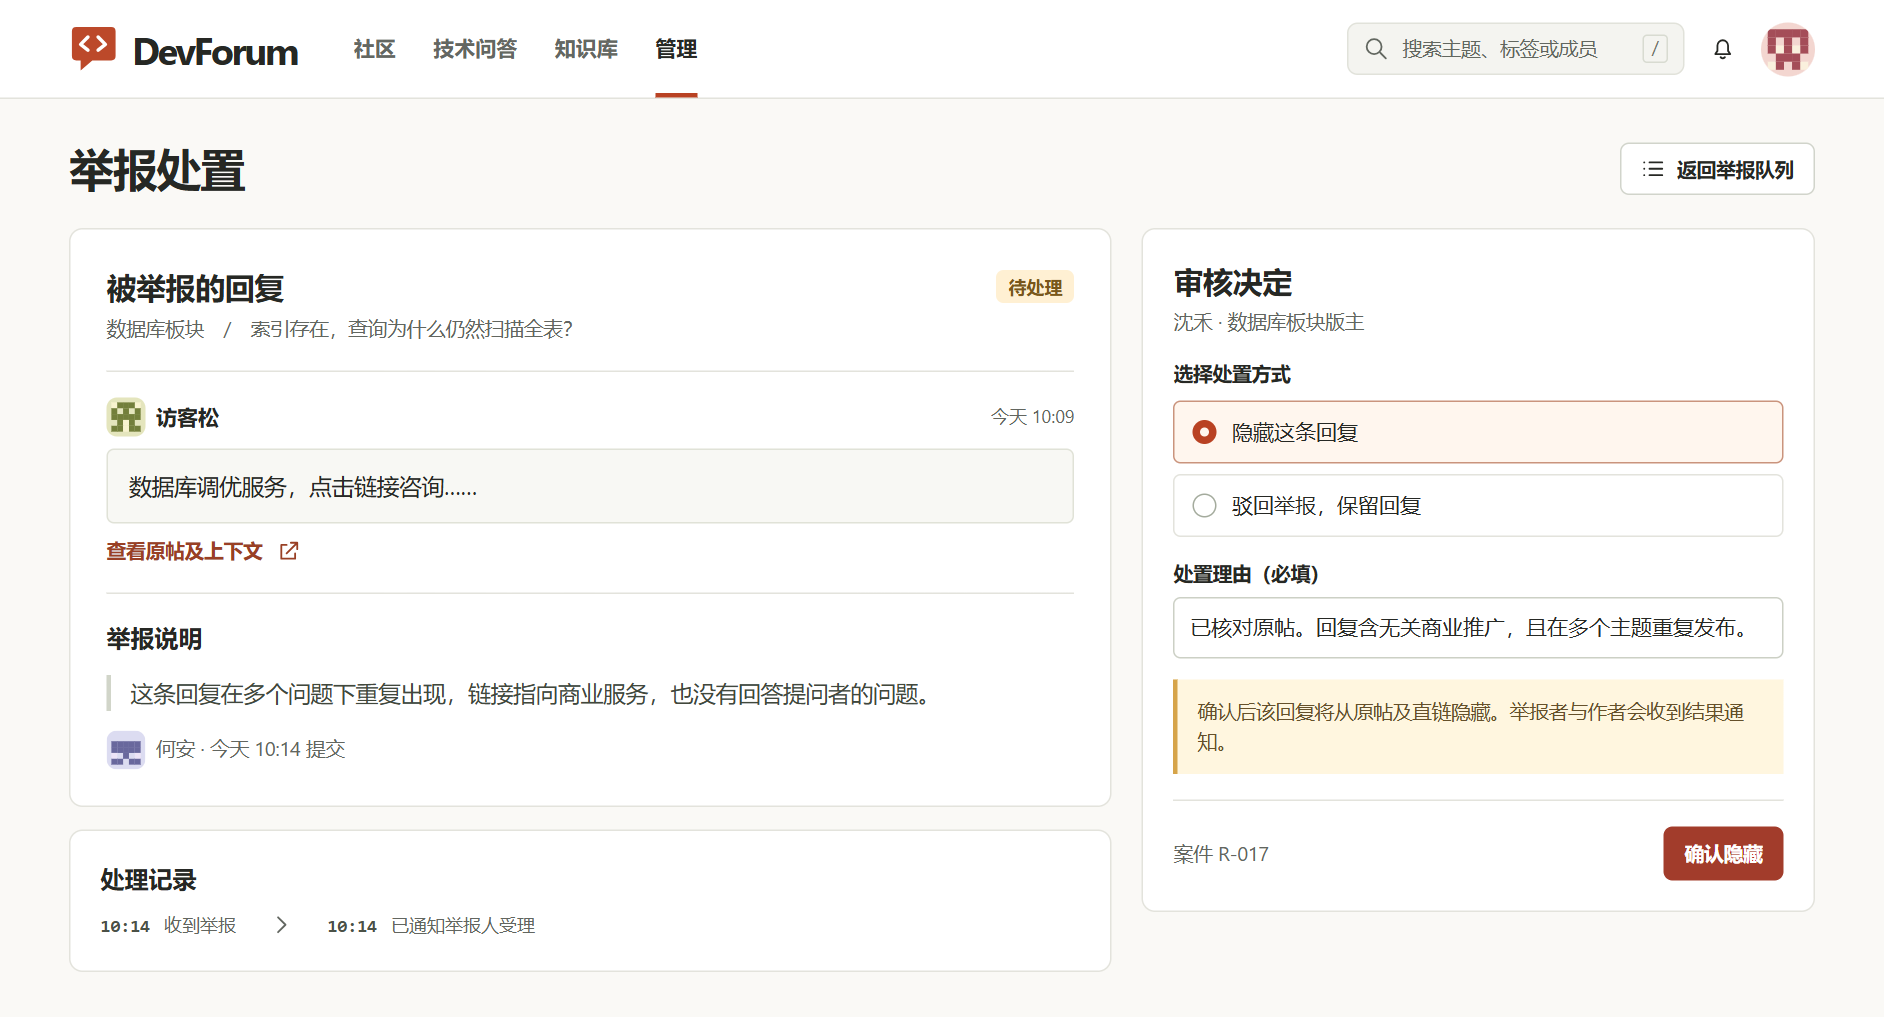 DevForum
社区
技术问答
知识库
管理
搜索主题、标签或成员
/
举报处置
返回举报队列
被举报的回复
待处理
数据库板块 / 索引存在，查询为什么仍然扫描全表？
访客松
今天 10:09
数据库调优服务，点击链接咨询……
查看原帖及上下文
举报说明
这条回复在多个问题下重复出现，链接指向商业服务，也没有回答提问者的问题。
何安 · 今天 10:14 提交
处理记录
10:14 收到举报
10:14 已通知举报人受理
审核决定
沈禾 · 数据库板块版主
选择处置方式
隐藏这条回复
驳回举报，保留回复
处置理由（必填）
已核对原帖。回复含无关商业推广，且在多个主题重复发布。
确认后该回复将从原帖及直链隐藏。举报者与作者会收到结果通
知。
案件 R-017
确认隐藏